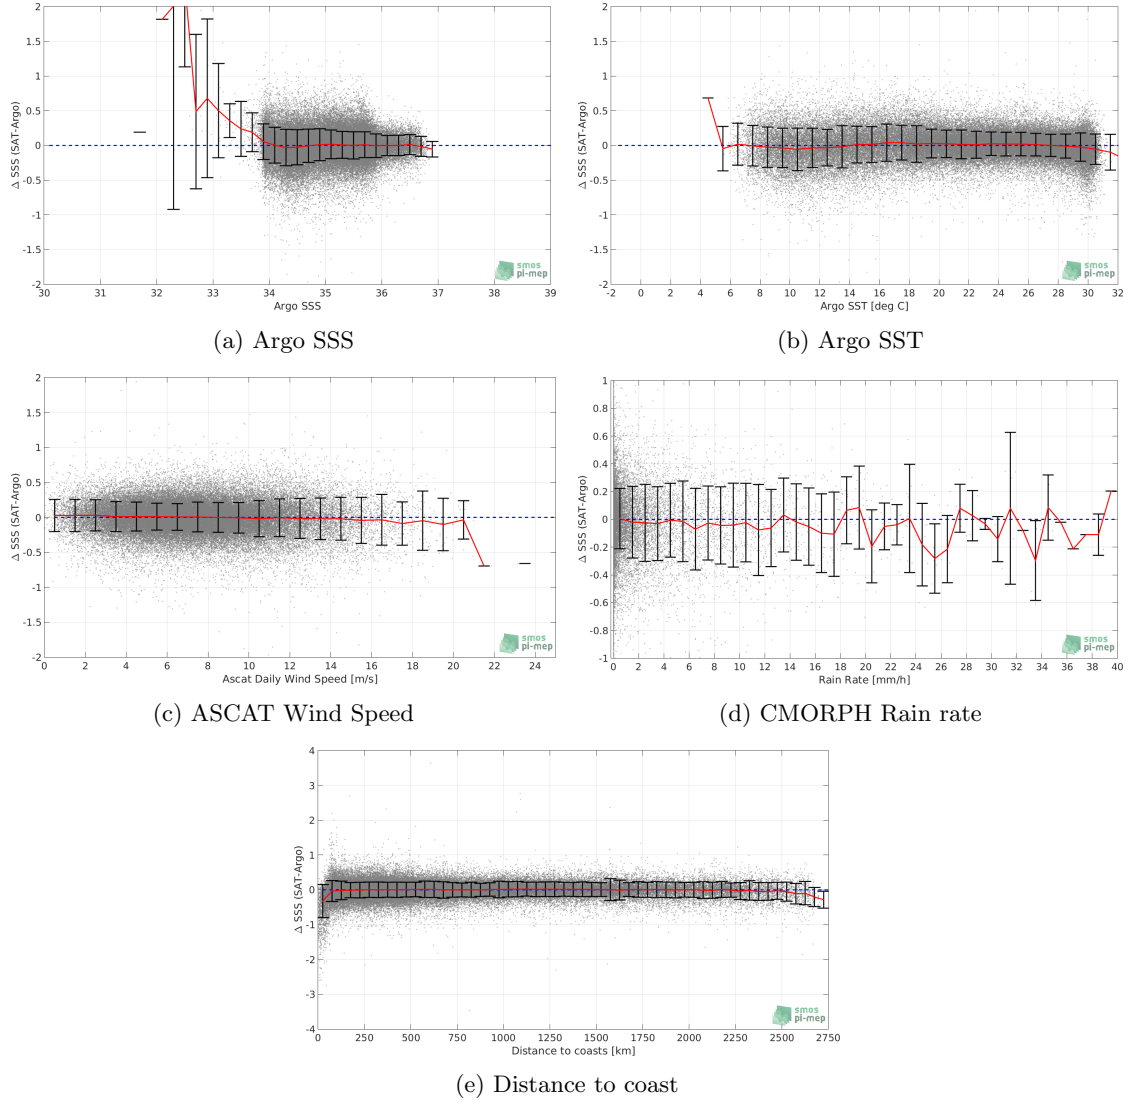 2
1.5
1
0.5
0
-0.5
-1
-1.5
-2
Δ SSS (SAT-Argo)
30 31 32 33 34 35 36 37 38 39
Argo SSS
smos
pi-mep
(a) Argo SSS
2
1.5
1
0.5
0
-0.5
-1
-1.5
-2
Δ SSS (SAT-Argo)
-2 0 2 4 6 8 10 12 14 16 18 20 22 24 26 28 30 32
Argo SST [deg C]
smos
pi-mep
(b) Argo SST
2
1.5
1
0.5
0
-0.5
-1
-1.5
-2
Δ SSS (SAT-Argo)
0 2 4 6 8 10 12 14 16 18 20 22 24
Ascat Daily Wind Speed [m/s]
smos
pi-mep
(c) ASCAT Wind Speed
1
0.8
0.6
0.4
0.2
0
-0.2
-0.4
-0.6
-0.8
-1
Δ SSS (SAT-Argo)
0 2 4 6 8 10 12 14 16 18 20 22 24 26 28 30 32 34 36 38 40
Rain Rate [mm/h]
smos
pi-mep
(d) CMORPH Rain rate
4
3
2
1
0
-1
-2
-3
-4
Δ SSS (SAT-Argo)
0 250 500 750 1000 1250 1500 1750 2000 2250 2500 2750
Distance to coasts [km]
smos
pi-mep
(e) Distance to coast